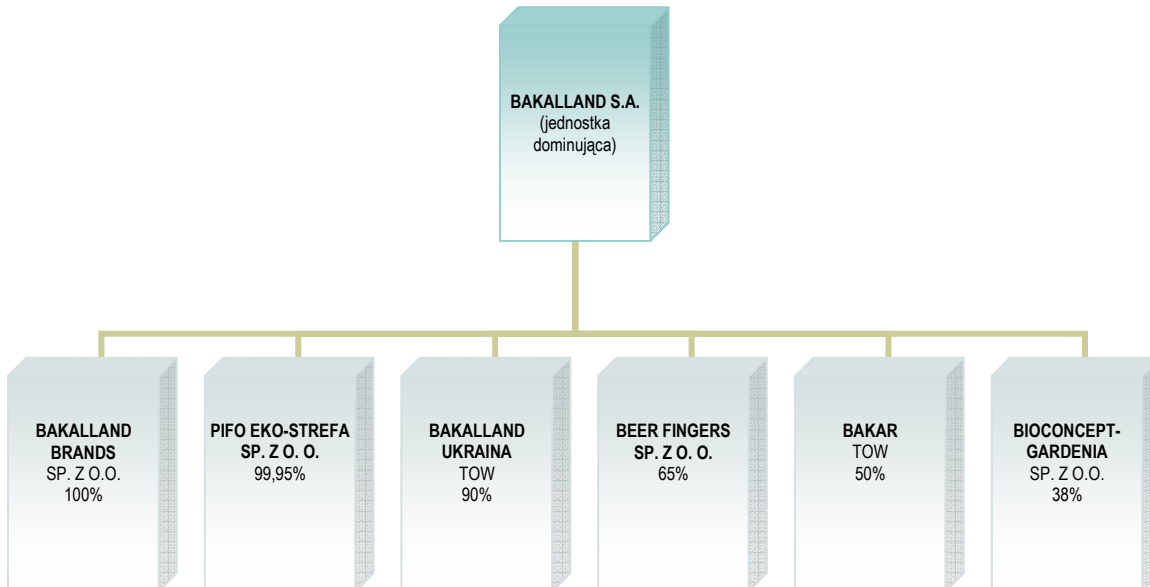 BAKALLAND S.A.
(jednostka
dominująca)
BAKALLAND
BRANDS
SP. Z O.O.
100%
PIFO EKO-STREFA
SP. Z O. O.
99,95%
BAKALLAND
UKRAINA
TOW
90%
BEER FINGERS
SP. Z O. O.
65%
BAKAR
TOW
50%
BIOCONCEPT-
GARDENIA
SP. Z O.O.
38%